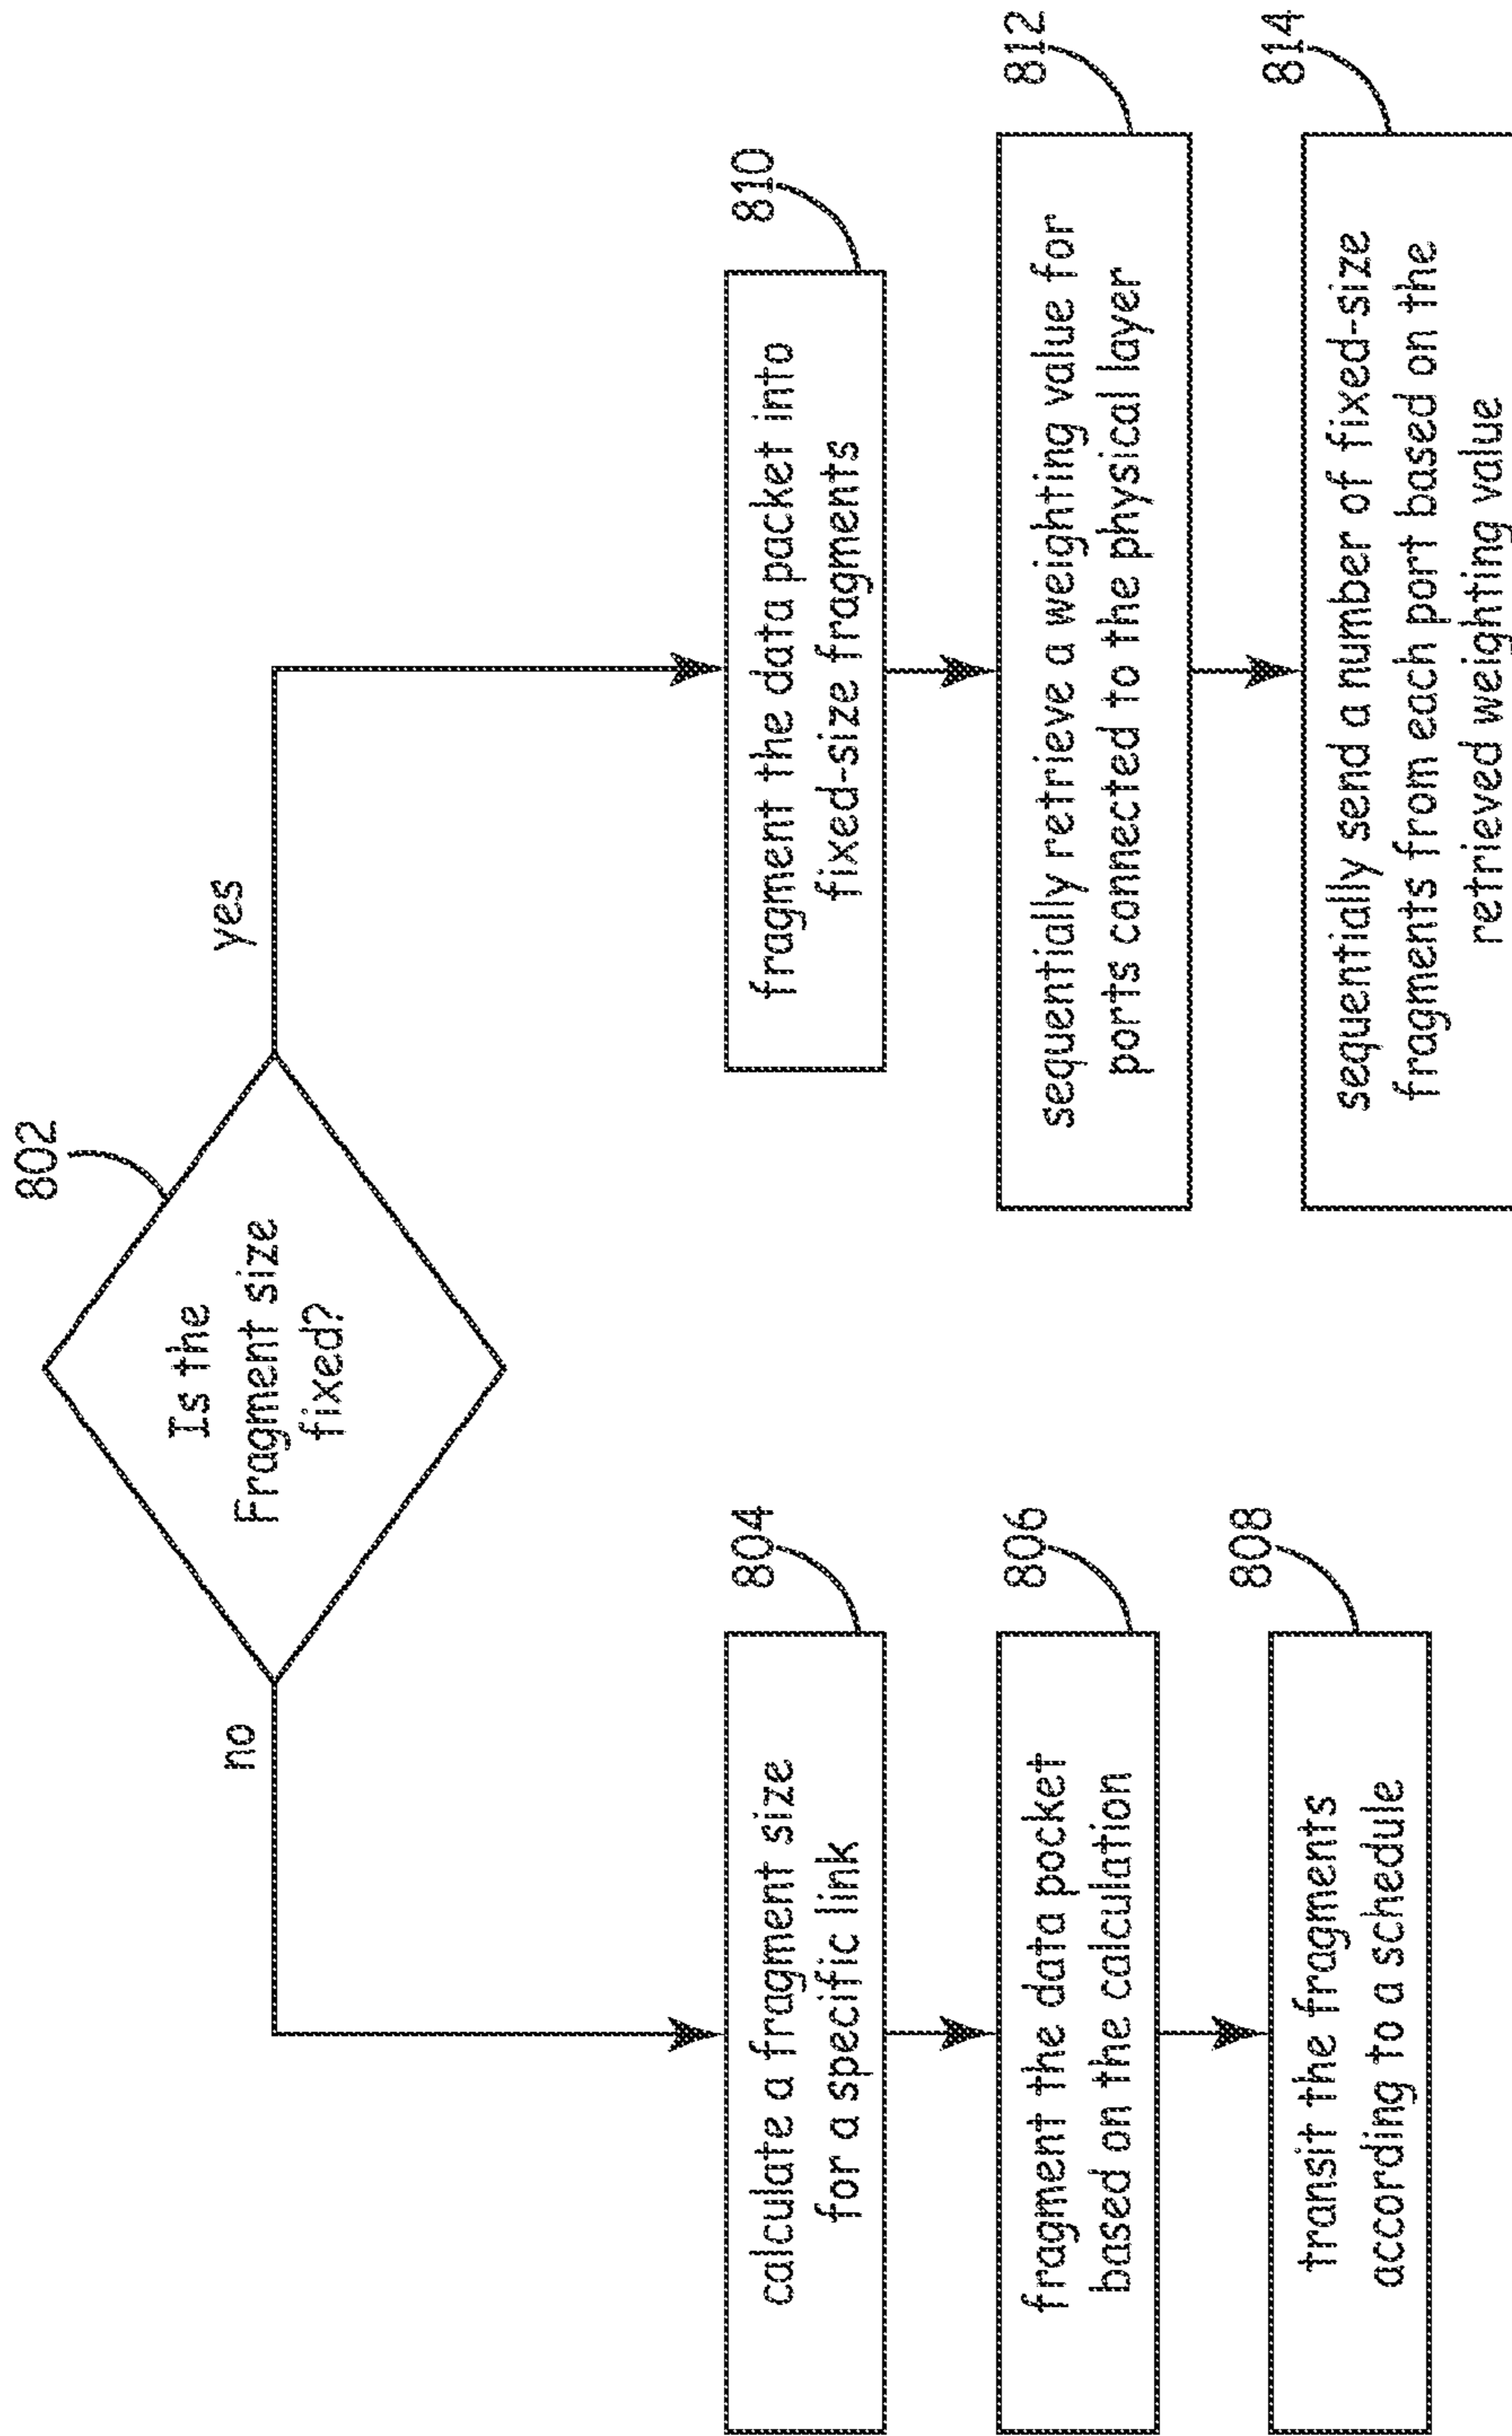 802
Is the
Fragment size
fixed?
no
yes
804
calculate a fragment size
for a specific link
806
fragment the data pocket
based on the calculation
808
transit the fragments
according to a schedule
810
fragment the data packet into
fixed-size fragments
812
sequentially retrieve a weighting value for
ports connected to the physical layer
814
sequentially send a number of fixed-size
fragments from each port based on the
retrieved weighting value